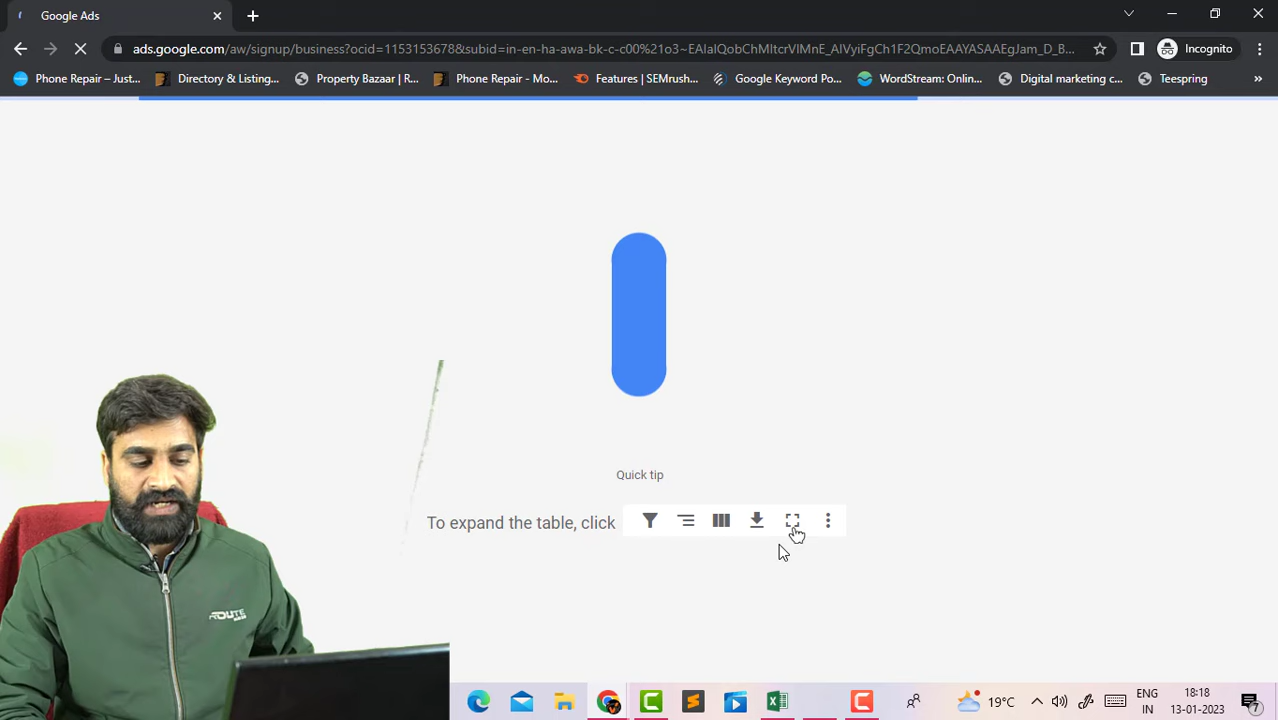 Google Ads
ads.google.com/aw/signup/business?ocid=1153153678&subid=in-en-ha-awa-bk-c-c00%21o3~EAIaIQobChMItcrVlMnE_AIVyiFgCh1F2QmoEAAYASAAEgJam_D_B...
Incognito
Phone Repair – Just...
Directory & Listing...
Property Bazaar | R...
Phone Repair - Mo...
Features | SEMrush...
Google Keyword Po...
WordStream: Onlin...
Digital marketing c...
Teespring
»
Quick tip
To expand the table, click
ROUTE
19°C
ENG
IN
18:18
13-01-2023
7